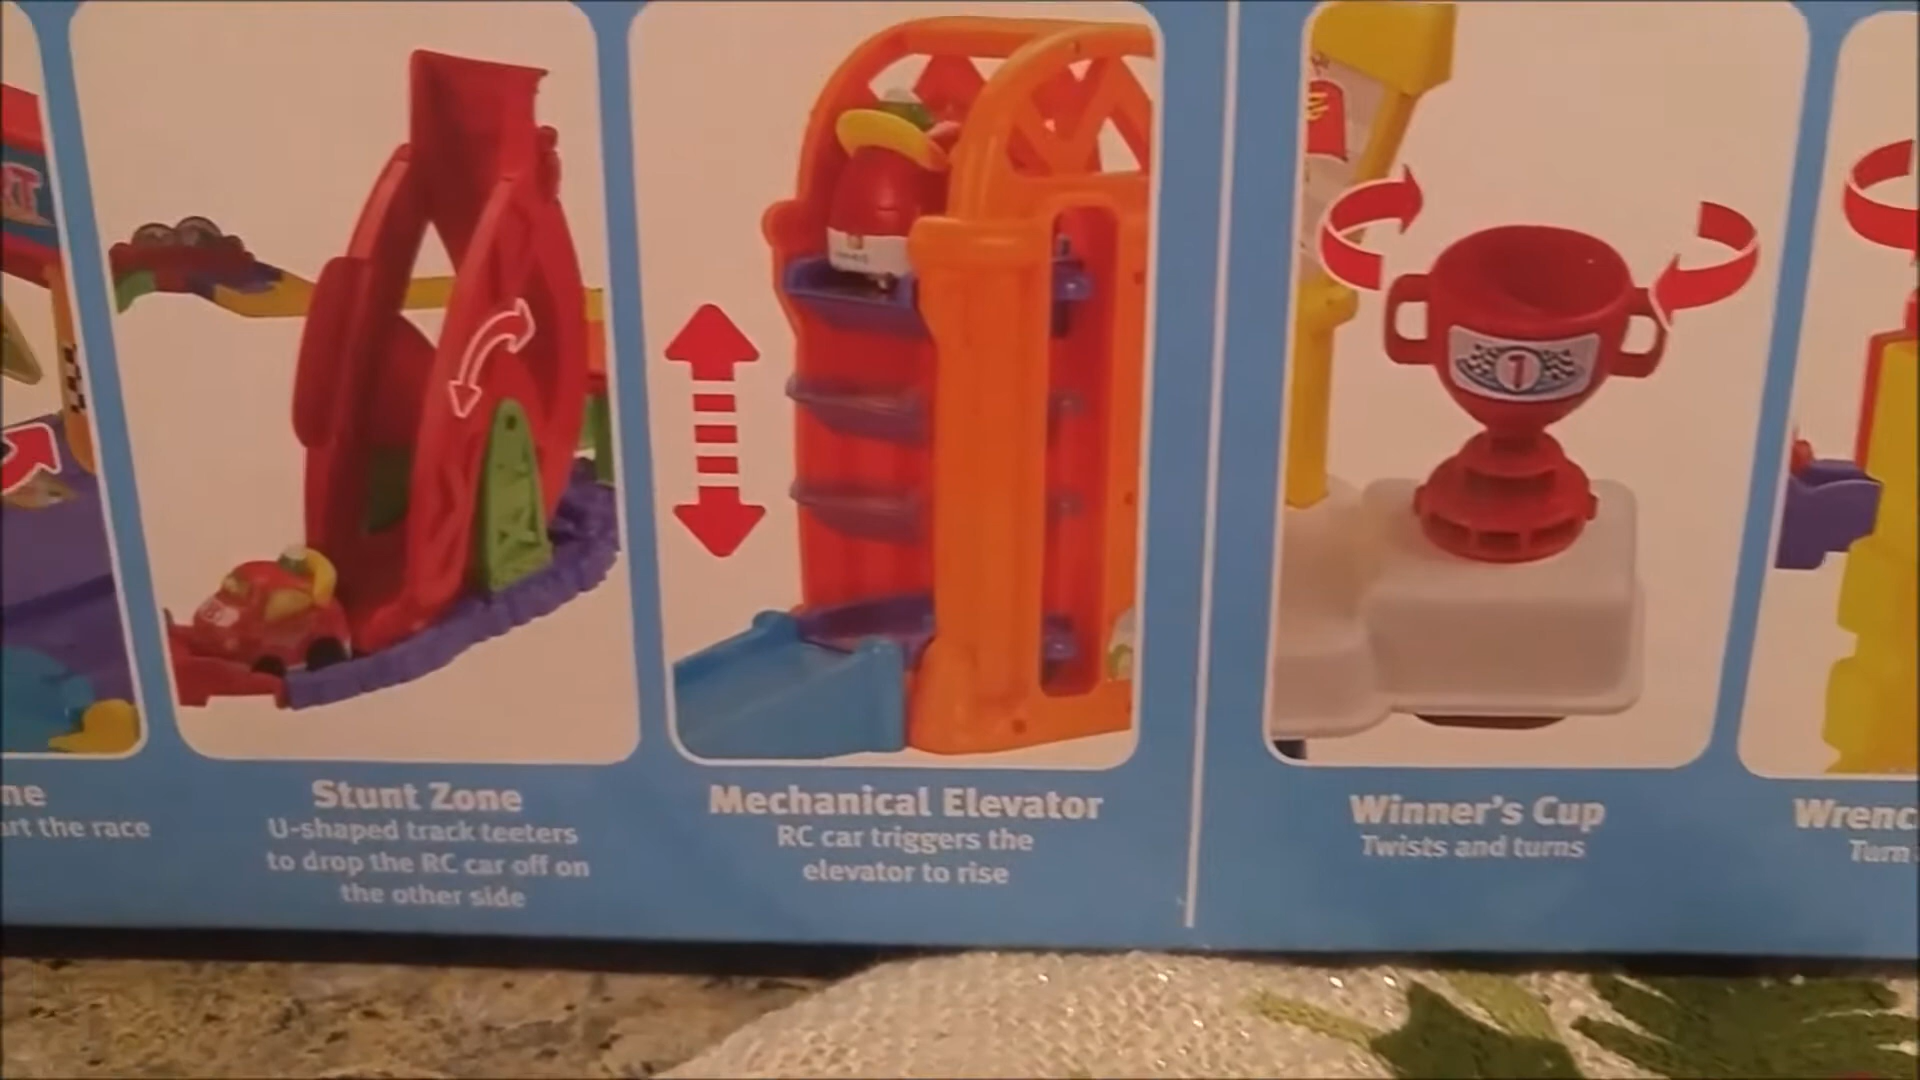 ne
art the race
Stunt Zone
U-shaped track teeters
to drop the RC car off on
the other side
Mechanical Elevator
RC car triggers the
elevator to rise
1
Winner's Cup
Twists and turns
Wrenc
Turn